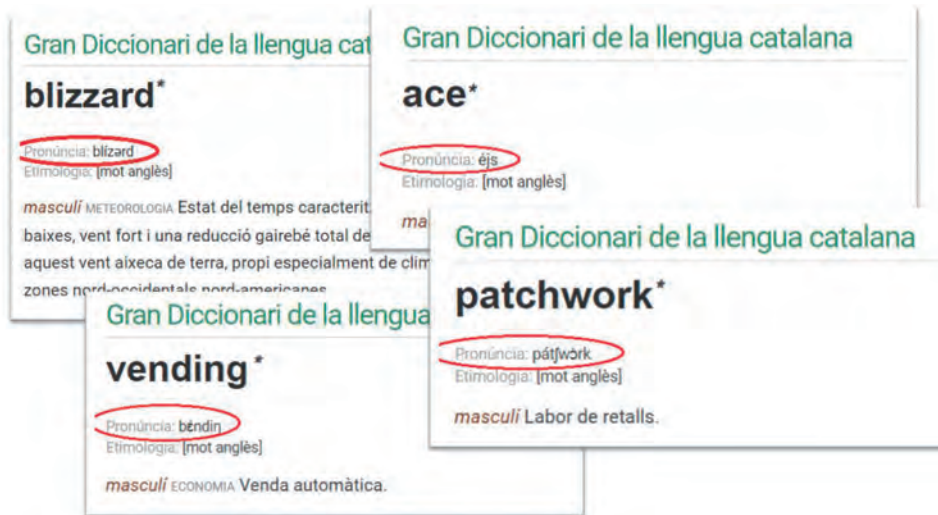 Gran Diccionari de la llengua cat
blizzard*
Pronúncia: blízərd
Etimologia: [mot anglès]
masculí METEOROLOGIA Estat del temps caracterit.
baixes, vent fort i una reducció gairebé total de
aquest vent aixeca de terra, propi especialment de clim
zones nord-occidentals nord-americanes
Gran Diccionari de la llengua catalana
ace*
Pronúncia: éjs
Etimologia: [mot anglès]
ma
Gran Diccionari de la llengua
vending*
Pronúncia: béndin
Etimologia: [mot anglès]
masculí ECONOMIA Venda automàtica.
Gran Diccionari de la llengua catalana
patchwork*
Pronúncia: pátʃwɔ̀rk
Etimologia: [mot anglès]
masculí Labor de retalls.